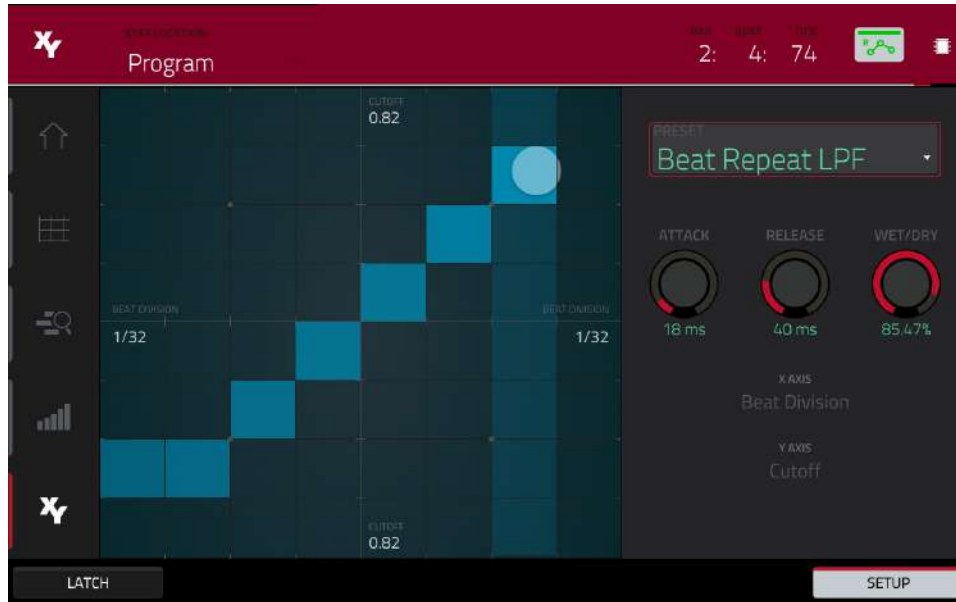 XY
Program
2: 4: 74
CUTOFF
0.82
BEAT DIVISION
1/32
BEAT DIVISION
1/32
CUTOFF
0.82
PRESET
Beat Repeat LPF
ATTACK RELEASE WET/DRY
18 ms 40 ms 85.47%
X AXIS
Beat Division
Y AXIS
Cutoff
XY
LATCH
SETUP